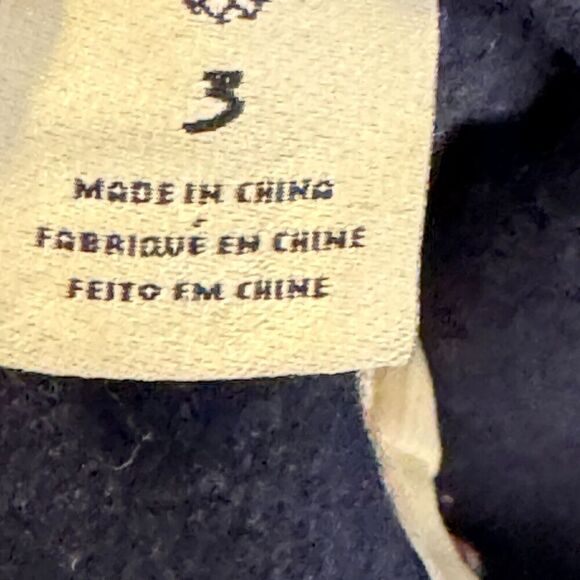 3
MADE IN CHINA
FABRIQUÉ EN CHINE
FEITO EM CHINE